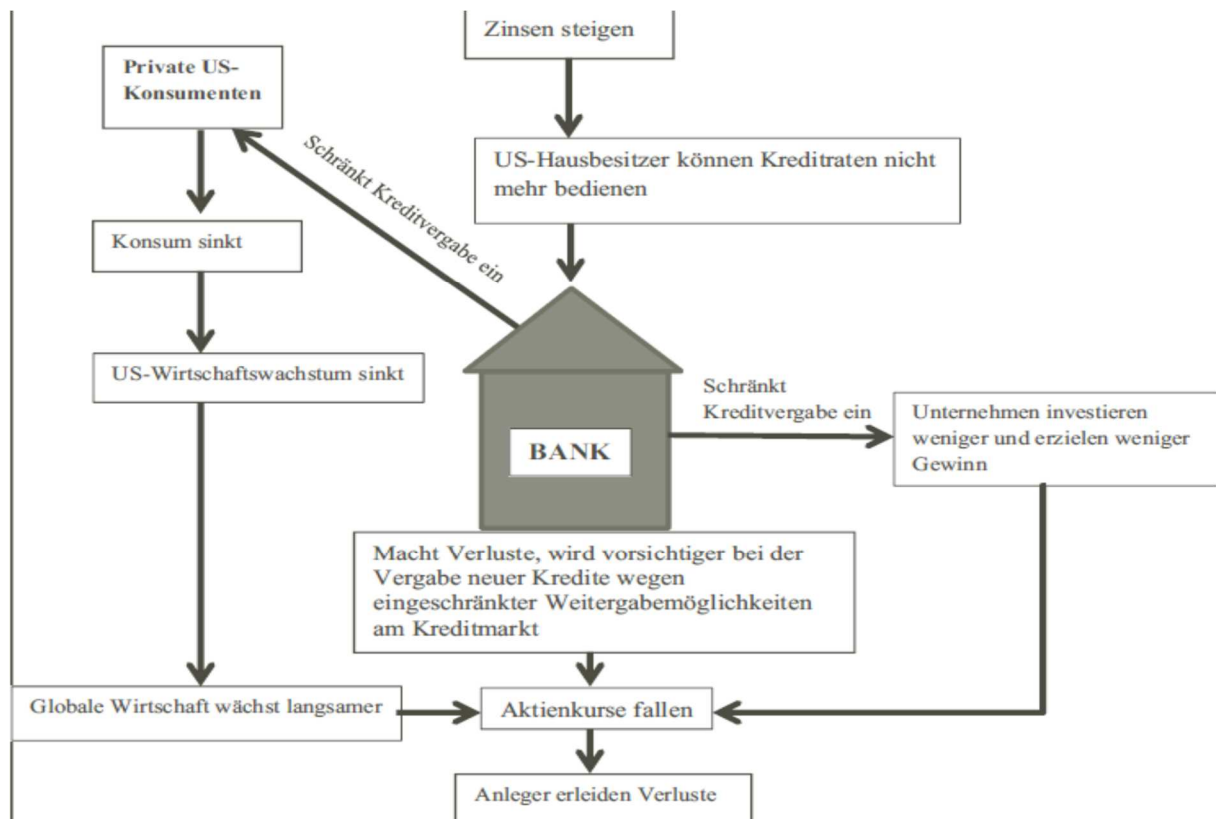 Zinsen steigen
Private US-
Konsumenten
Schränkt Kreditvergabe ein
US-Hausbesitzer können Kreditraten nicht
mehr bedienen
Konsum sinkt
US-Wirtschaftswachstum sinkt
BANK
Schränkt
Kreditvergabe ein
Unternehmen investieren
weniger und erzielen weniger
Gewinn
Macht Verluste, wird vorsichtiger bei der
Vergabe neuer Kredite wegen
eingeschränkter Weitergabemöglichkeiten
am Kreditmarkt
Globale Wirtschaft wächst langsamer
Aktienkurse fallen
Anleger erleiden Verluste